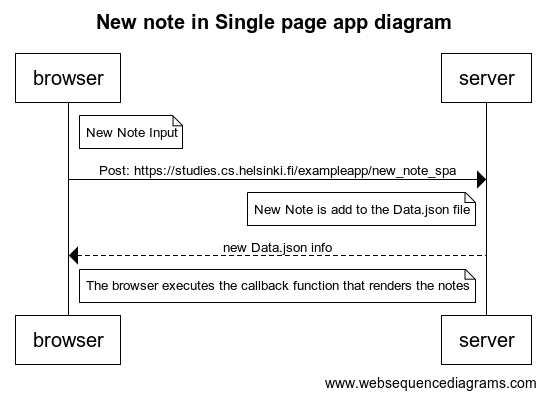 New note in Single page app diagram
browser server
New Note Input
Post: https://studies.cs.helsinki.fi/exampleapp/new_note_spa
New Note is add to the Data.json file
new Data.json info
The browser executes the callback function that renders the notes
browser server
www.websequencediagrams.com